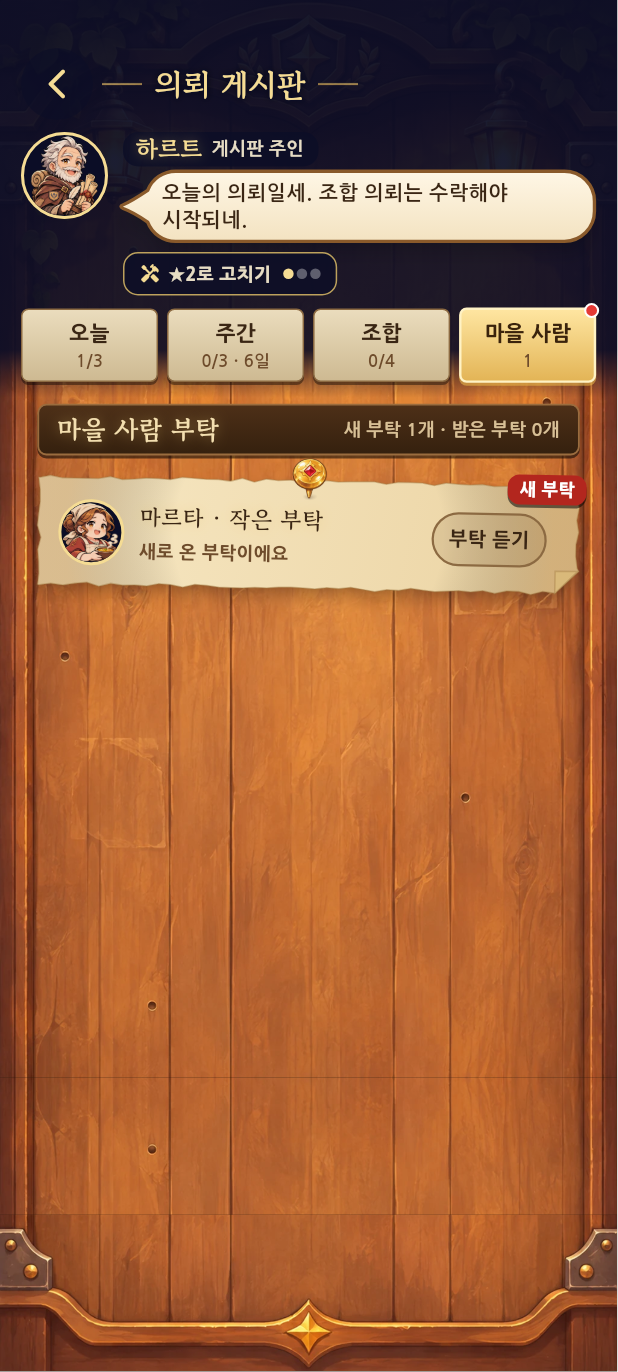 의뢰 게시판
하르트 게시판 주인
오늘의 의뢰일세. 조합 의뢰는 수락해야
시작되네.
★2로 고치기
오늘
1/3
주간
0/3 · 6일
조합
0/4
마을 사람
1
마을 사람 부탁
새 부탁 1개 · 받은 부탁 0개
새 부탁
마르타 · 작은 부탁
새로 온 부탁이에요
부탁 듣기